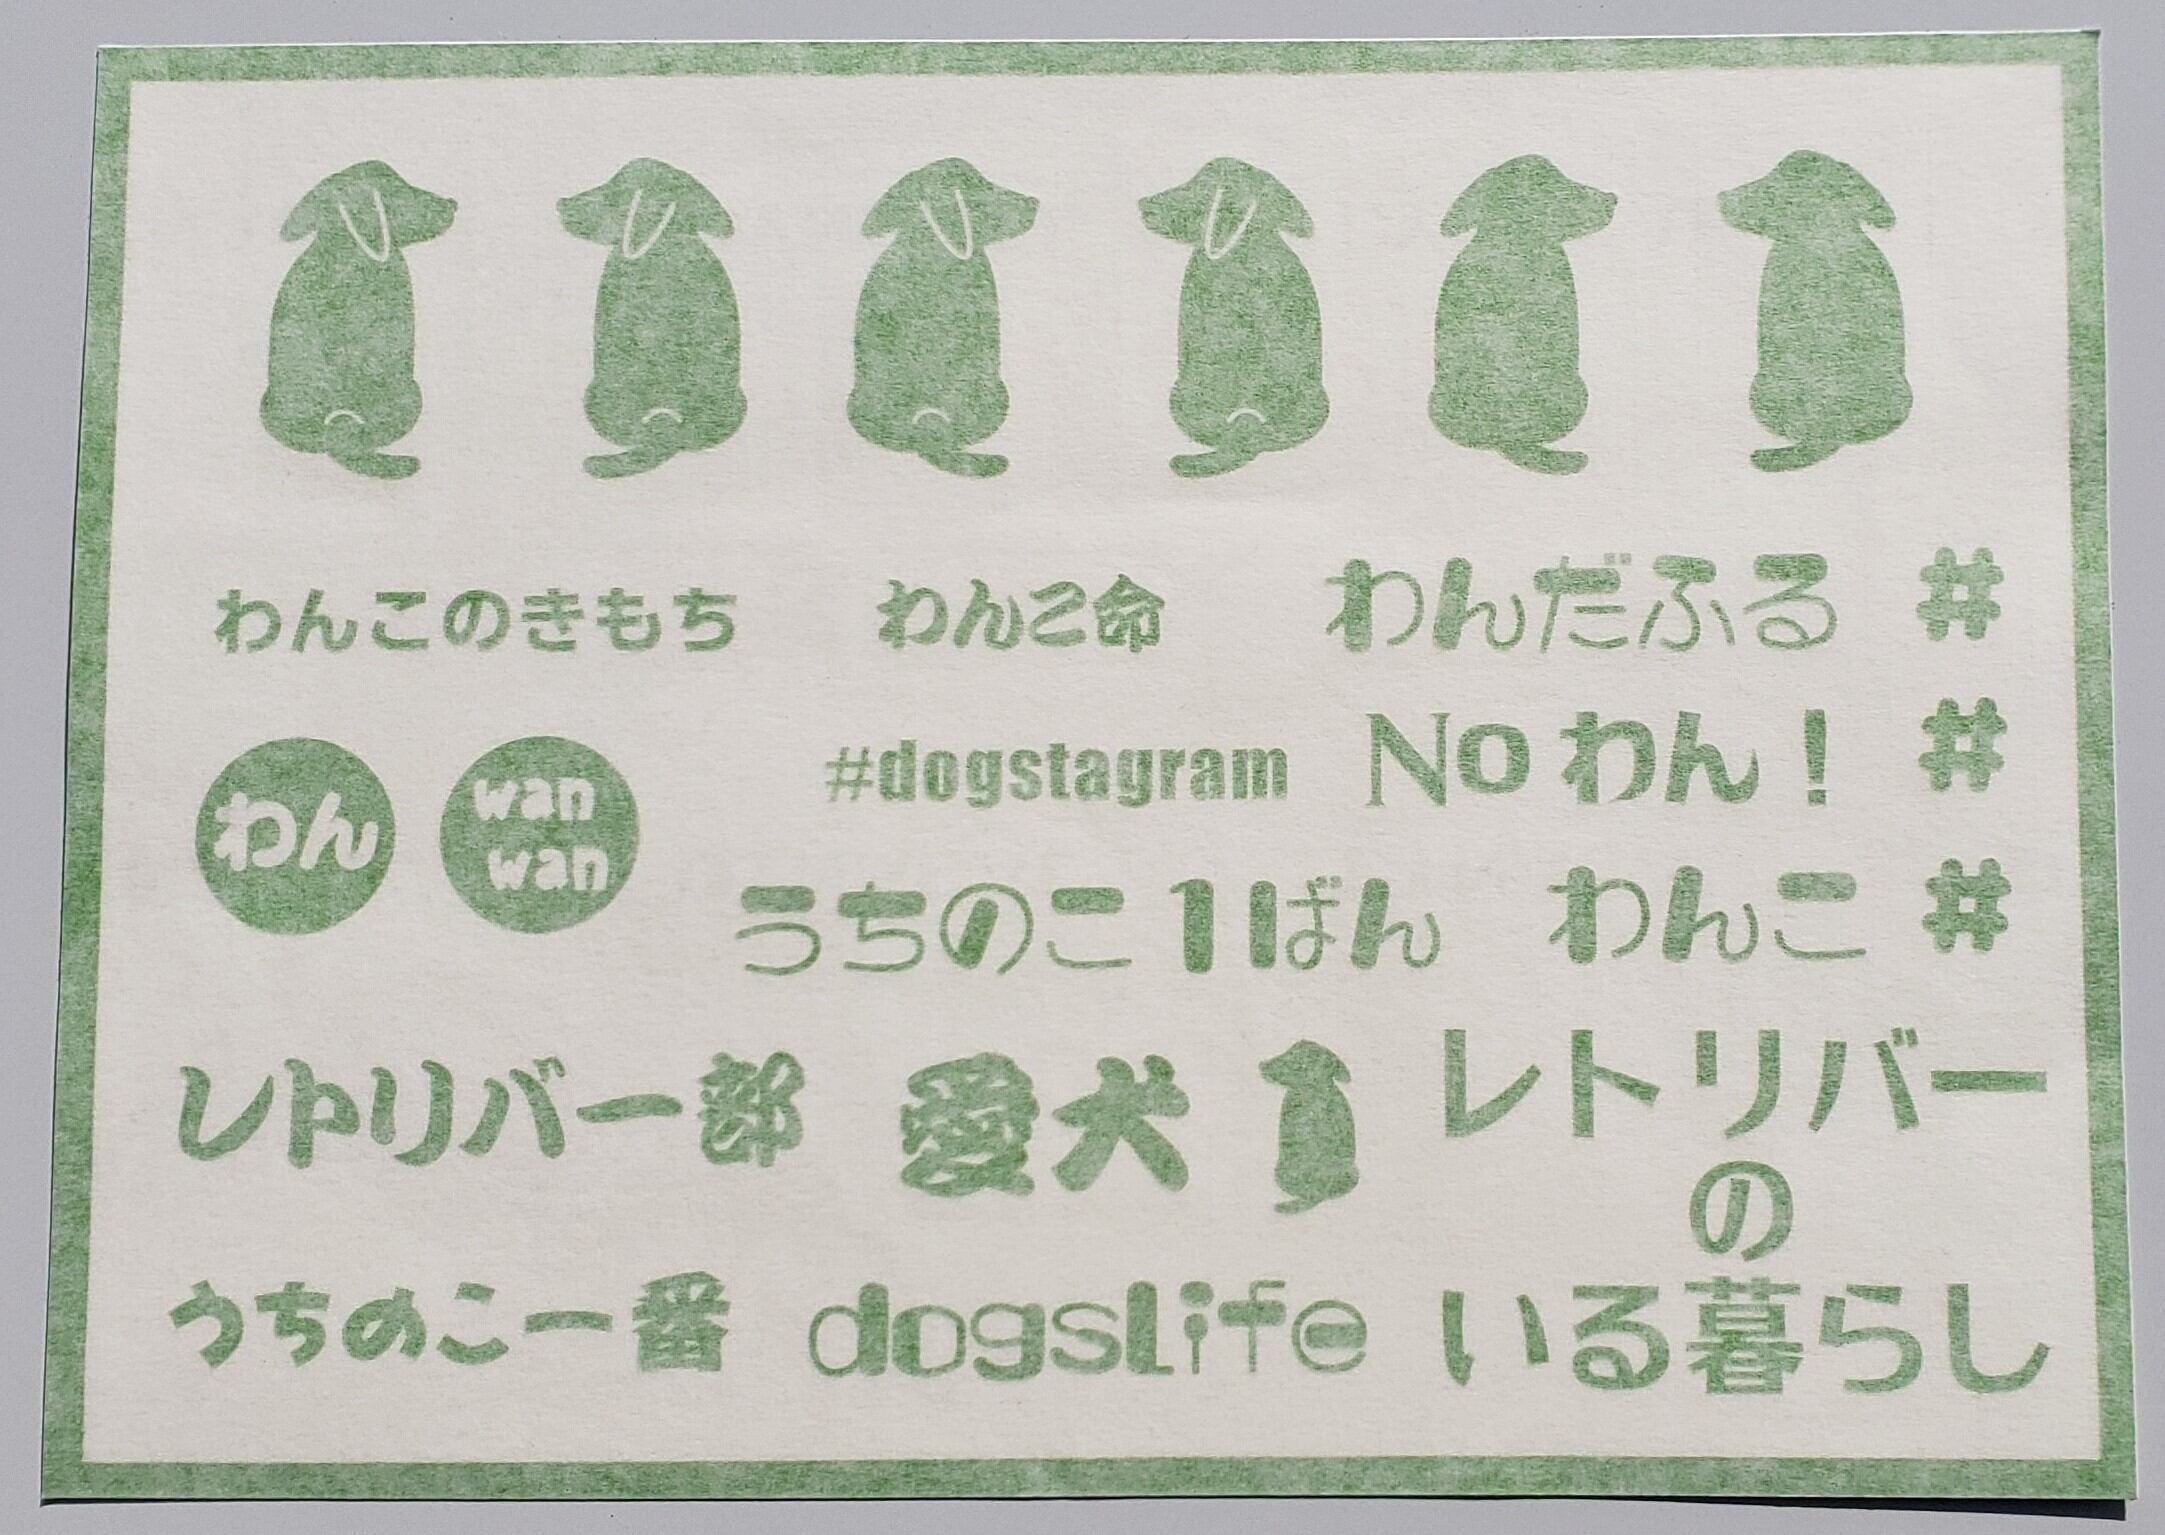 わんこのきもち
わんこ命
わんだふる
#
わん
wan
wan
#dogstagram
No わん！
#
うちのこ1ばん
わんこ
#
レトリバー部
愛犬
レトリバー
の
いる暮らし
うちのこ一番
dogslife